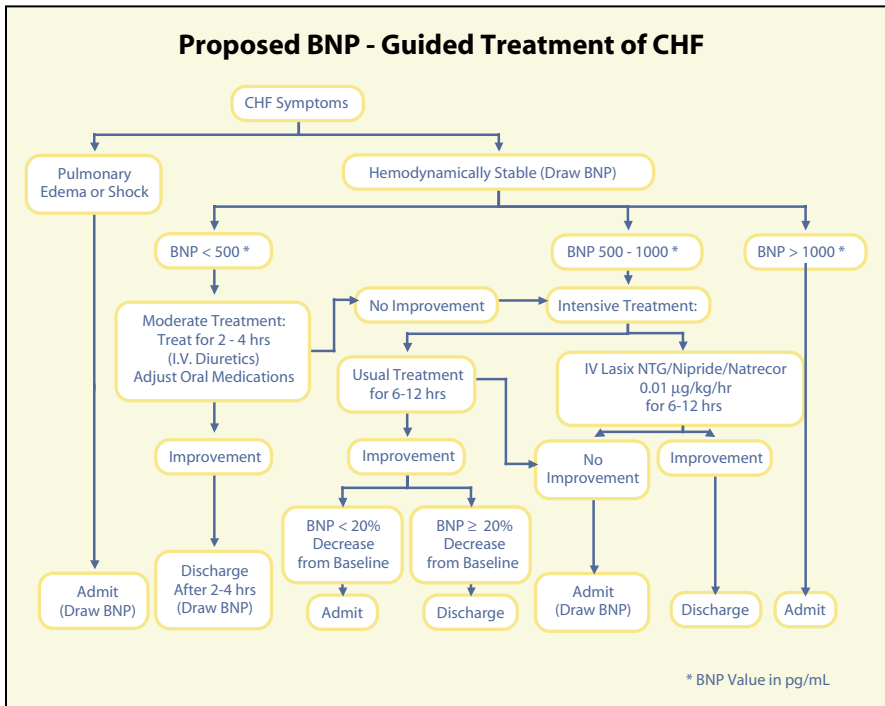 Proposed BNP - Guided Treatment of CHF
CHF Symptoms
Pulmonary
Edema or Shock
Hemodynamically Stable (Draw BNP)
BNP < 500 *
BNP 500 - 1000 *
BNP > 1000 *
Moderate Treatment:
Treat for 2 - 4 hrs
(I.V. Diuretics)
Adjust Oral Medications
No Improvement
Intensive Treatment:
Usual Treatment
for 6-12 hrs
IV Lasix NTG/Nipride/Natrecor
0.01 µg/kg/hr
for 6-12 hrs
Improvement
Improvement
No
Improvement
Improvement
BNP < 20%
Decrease
from Baseline
BNP ≥ 20%
Decrease
from Baseline
Admit
(Draw BNP)
Discharge
After 2-4 hrs
(Draw BNP)
Admit
Discharge
Admit
(Draw BNP)
Discharge
Admit
* BNP Value in pg/mL